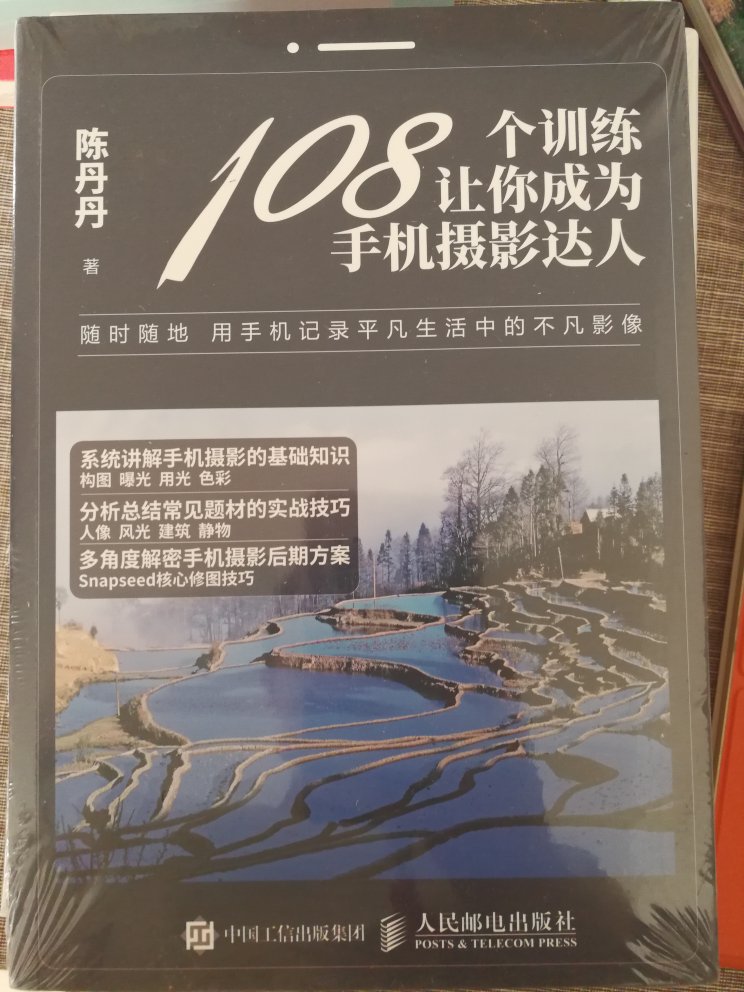 陈丹丹
著
108
个训练
让你成为
手机摄影达人
随时随地 用手机记录平凡生活中的不凡影像
系统讲解手机摄影的基础知识
构图 曝光 用光 色彩
分析总结常见题材的实战技巧
人像 风光 建筑 静物
多角度解密手机摄影后期方案
Snapseed核心修图技巧
中国工信出版集团
人民邮电出版社
POSTS & TELECOM PRESS